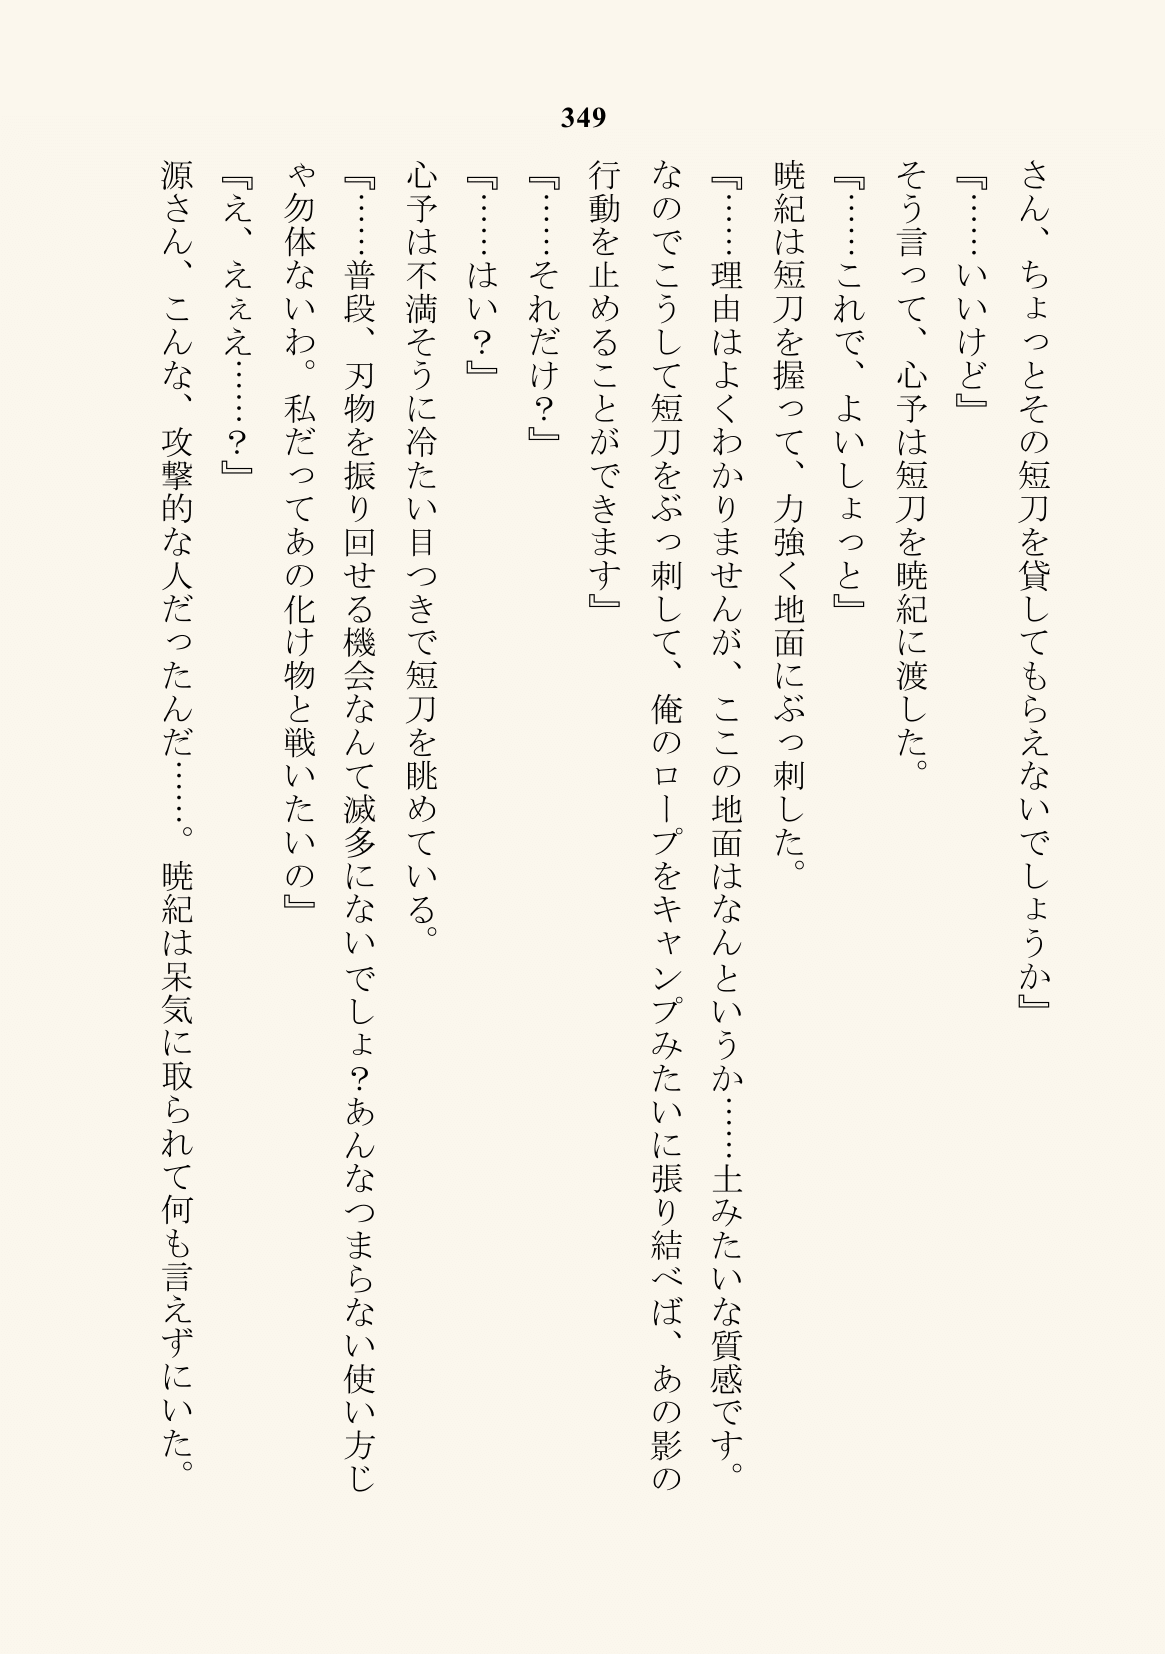 349
さん、ちょっとその短刀を貸してもらえないでしょうか』
『……いいけど』
そう言って、心予は短刀を暁紀に渡した。
『……これで、よいしょっと』
暁紀は短刀を握って、力強く地面にぶっ刺した。
『……理由はよくわかりませんが、ここの地面はなんというか……土みたいな質感です。
なのでこうして短刀をぶっ刺して、俺のロープをキャンプみたいに張り結べば、あの影の
行動を止めることができます』
『……それだけ？』
『……はい？』
心予は不満そうに冷たい目つきで短刀を眺めている。
『……普段、刃物を振り回せる機会なんて滅多にないでしょ？あんなつまらない使い方じ
ゃ勿体ないわ。私だってあの化け物と戦いたいの』
『え、えぇえ……？』
源さん、こんな、攻撃的な人だったんだ……。暁紀は呆気に取られて何も言えずにいた。